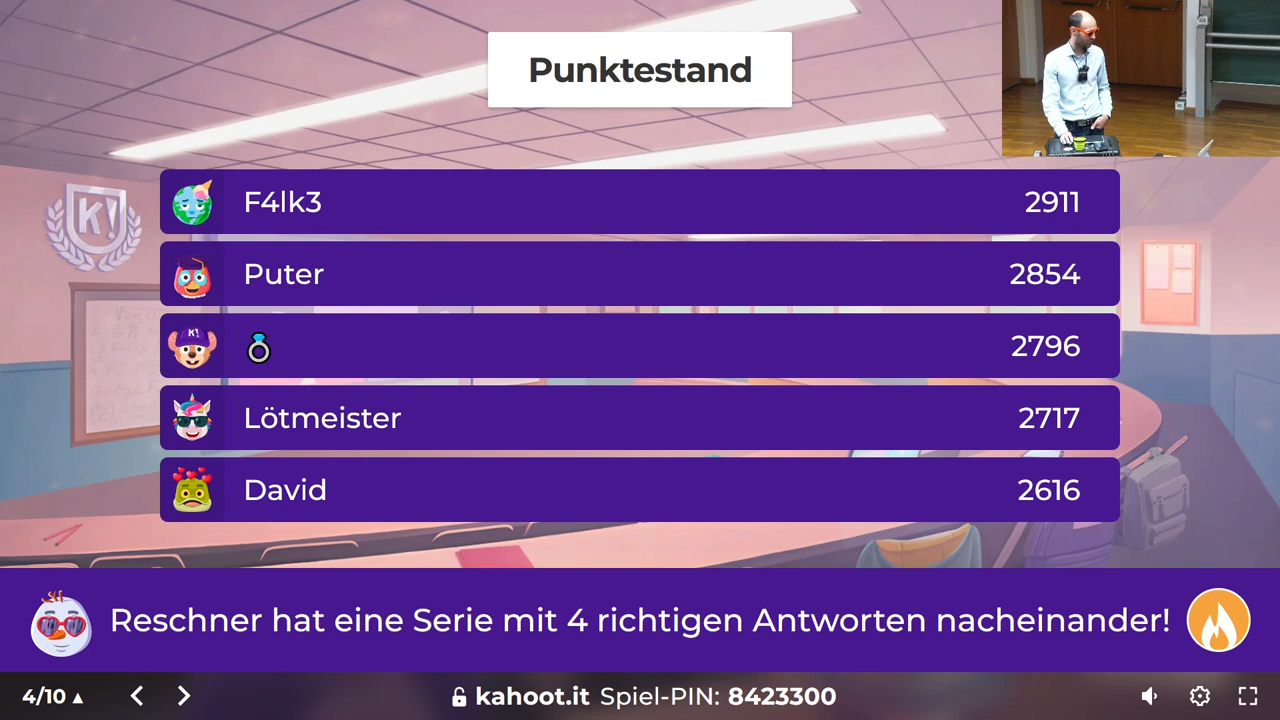 Punktestand
F4lk3 2911
Puter 2854
💍 2796
Lötmeister 2717
David 2616
Reschner hat eine Serie mit 4 richtigen Antworten nacheinander!
4/10 ▲
kahoot.it Spiel-PIN: 8423300
K!
K!